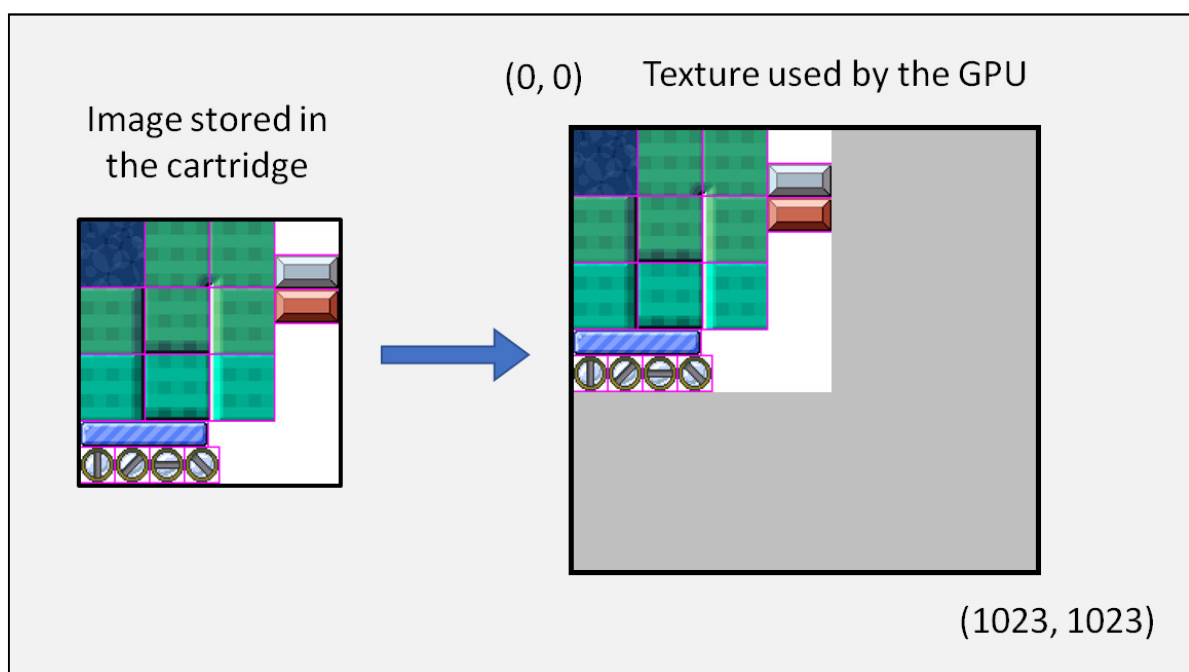 Image stored in
the cartridge
(0, 0)
Texture used by the GPU
(1023, 1023)